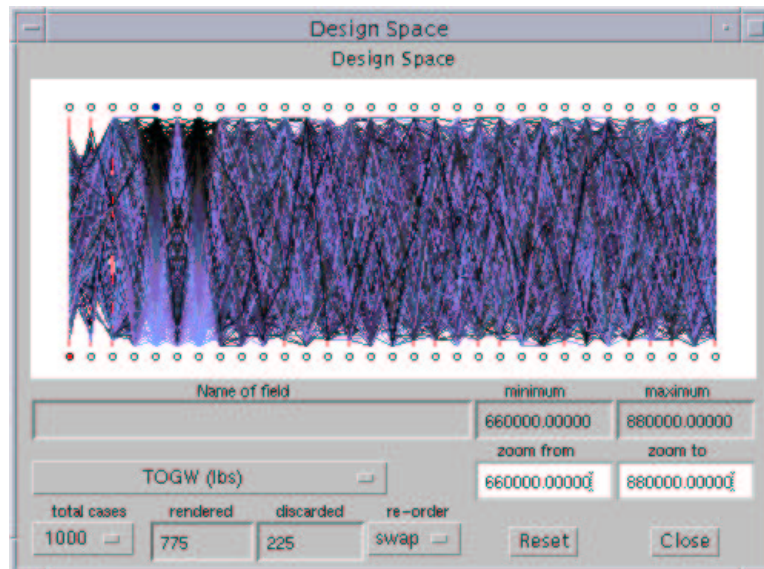 Design Space
Design Space
Name of field
minimum
maximum
660000.00000
880000.00000
zoom from
zoom to
TOGW (lbs)
660000.00000
880000.00000
total cases
rendered
discarded
re-order
1000
775
225
swap
Reset
Close